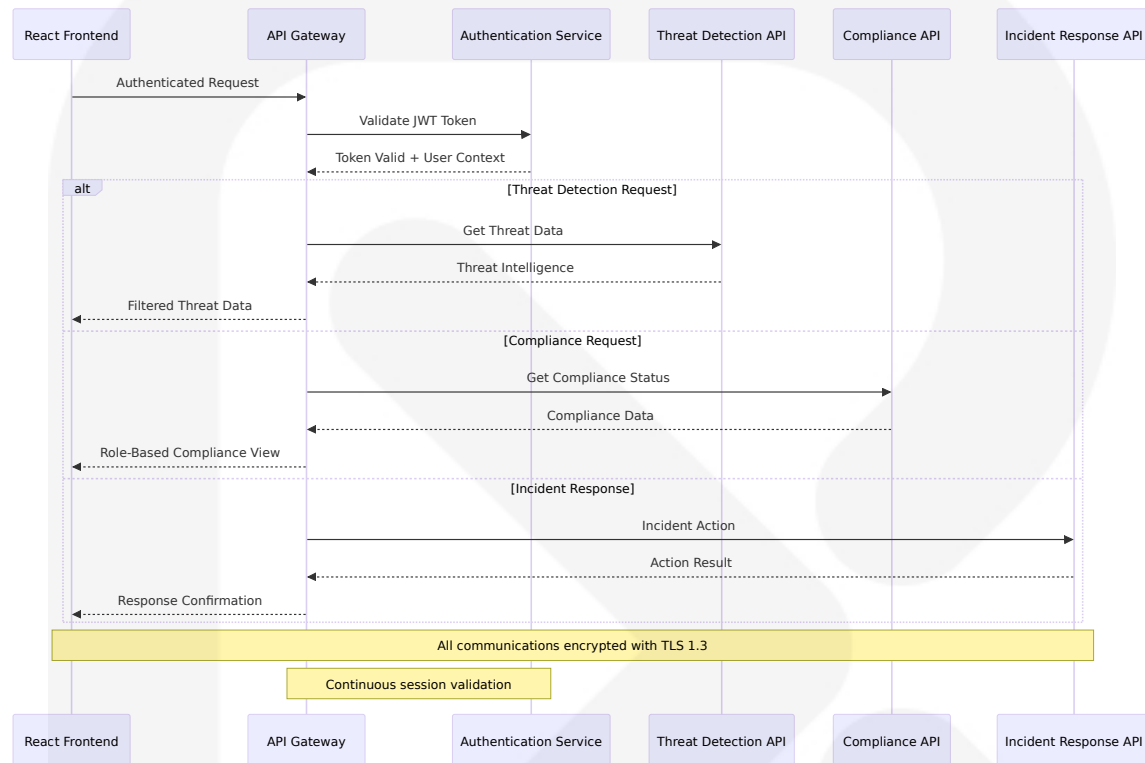 React Frontend
API Gateway
Authentication Service
Threat Detection API
Compliance API
Incident Response API
Authenticated Request
Validate JWT Token
Token Valid + User Context
alt
[Threat Detection Request]
Get Threat Data
Threat Intelligence
Filtered Threat Data
[Compliance Request]
Get Compliance Status
Compliance Data
Role-Based Compliance View
[Incident Response]
Incident Action
Action Result
Response Confirmation
All communications encrypted with TLS 1.3
Continuous session validation
React Frontend
API Gateway
Authentication Service
Threat Detection API
Compliance API
Incident Response API